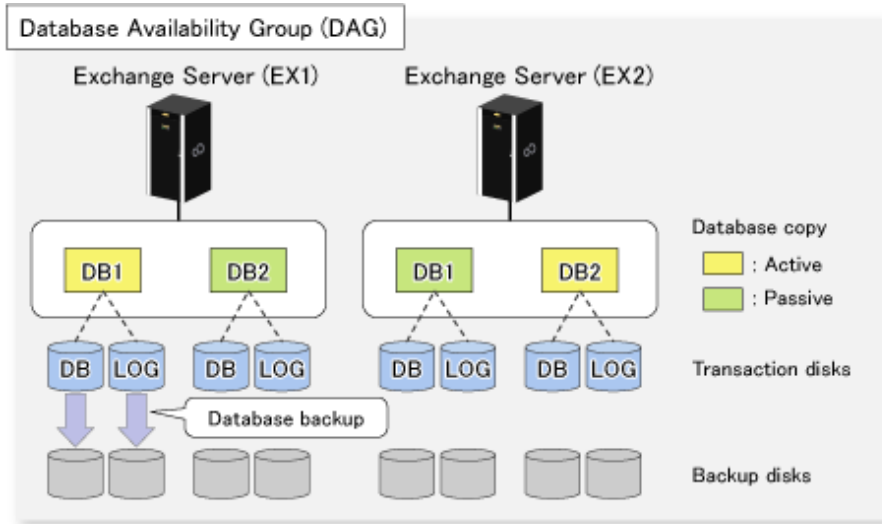 Database Availability Group (DAG)
Exchange Server (EX1)
Exchange Server (EX2)
DB1
DB2
DB1
DB2
Database copy
: Active
: Passive
DB
LOG
DB
LOG
DB
LOG
DB
LOG
Transaction disks
Database backup
Backup disks